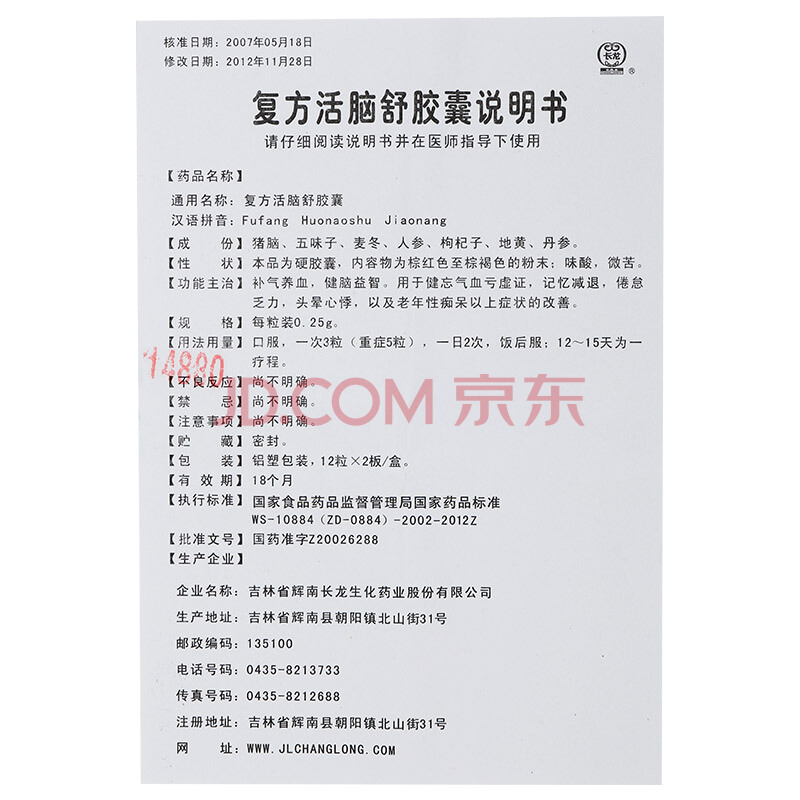 核准日期：2007年05月18日
修改日期：2012年11月28日
长龙
®
复方活脑舒胶囊说明书
请仔细阅读说明书并在医师指导下使用
【药品名称】
通用名称：复方活脑舒胶囊
汉语拼音：Fufang Huonaoshu Jiaonang
【成　　份】猪脑、五味子、麦冬、人参、枸杞子、地黄、丹参。
【性　　状】本品为硬胶囊，内容物为棕红色至棕褐色的粉末；味酸，微苦。
【功能主治】补气养血，健脑益智。用于健忘气血亏虚证，记忆减退，倦怠
乏力，头晕心悸，以及老年性痴呆以上症状的改善。
【规　　格】每粒装0.25g。
【用法用量】口服，一次3粒（重症5粒），一日2次，饭后服；12～15天为一
疗程。
14880
【不良反应】尚不明确。
JD.COM 京东
【禁　　忌】尚不明确。
【注意事项】尚不明确。
【贮　　藏】密封。
【包　　装】铝塑包装，12粒×2板/盒。
【有 效 期】18个月
【执行标准】国家食品药品监督管理局国家药品标准
WS-10884（ZD-0884）-2002-2012Z
【批准文号】国药准字Z20026288
【生产企业】
企业名称：吉林省辉南长龙生化药业股份有限公司
生产地址：吉林省辉南县朝阳镇北山街31号
邮政编码：135100
电话号码：0435-8213733
传真号码：0435-8212688
注册地址：吉林省辉南县朝阳镇北山街31号
网　　址：WWW.JLCHANGLONG.COM